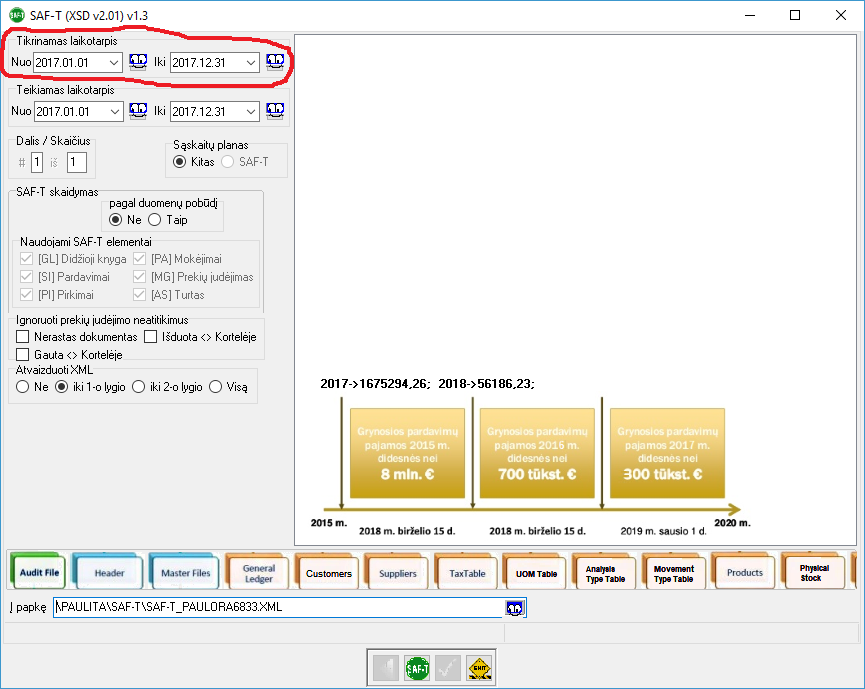 SAF-T (XSD v2.01) v1.3
Tikrinamas laikotarpis
Nuo 2017.01.01 Iki 2017.12.31
Teikiamas laikotarpis
Nuo 2017.01.01 Iki 2017.12.31
Dalis / Skaičius
# 1 iš 1
Sąskaitų planas
Kitas SAF-T
SAF-T skaidymas
pagal duomenų pobūdį
Ne Taip
Naudojami SAF-T elementai
[GL] Didžioji knyga [PA] Mokėjimai
[SI] Pardavimai [MG] Prekių judėjimas
[PI] Pirkimai [AS] Turtas
Ignoruoti prekių judėjimo neatitikimus
Nerastas dokumentas Išduota <> Kortelėje
Gauta <> Kortelėje
Atvaizduoti XML
Ne iki 1-o lygio iki 2-o lygio Visą
2017->1675294,26; 2018->56186,23;
Grynosios pardavimų
pajamos 2015 m.
didesnės nei
8 mln. €
Grynosios pardavimų
pajamos 2016 m.
didesnės nei
700 tūkst. €
Grynosios pardavimų
pajamos 2017 m.
didesnės nei
300 tūkst. €
2015 m.
2018 m. birželio 15 d.
2018 m. birželio 15 d.
2019 m. sausio 1 d.
2020 m.
Audit File
Header
Master Files
General
Ledger
Customers
Suppliers
TaxTable
UOM Table
Analysis
Type Table
Movement
Type Table
Products
Physical
Stock
Į papkę \PAULITA\SAF-T\SAF-T_PAULORA6833.XML
SAF-T
EXIT